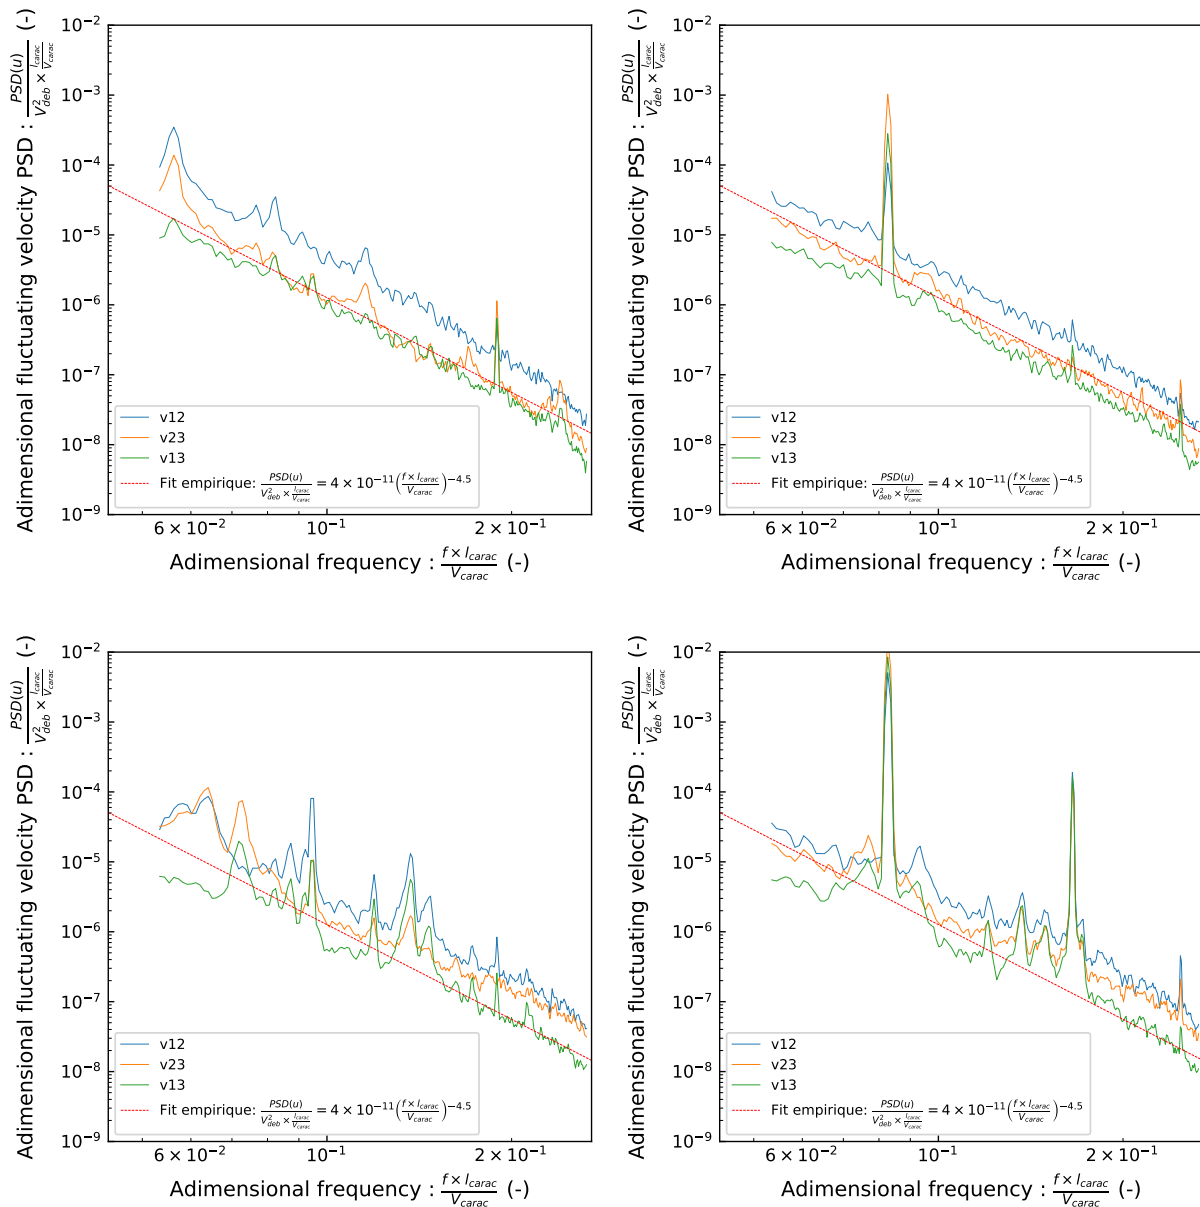 Adimensional fluctuating velocity PSD : PSD(u) / V²deb × lcarac/Vcarac (-)
10⁻²
10⁻³
10⁻⁴
10⁻⁵
10⁻⁶
10⁻⁷
10⁻⁸
10⁻⁹
v12
v23
v13
Fit empirique: PSD(u) / V²deb × lcarac/Vcarac = 4 × 10⁻¹¹(f × lcarac / Vcarac)⁻⁴·⁵
6 × 10⁻² 10⁻¹ 2 × 10⁻¹
Adimensional frequency : f × lcarac / Vcarac (-)
Adimensional fluctuating velocity PSD : PSD(u) / V²deb × lcarac/Vcarac (-)
10⁻²
10⁻³
10⁻⁴
10⁻⁵
10⁻⁶
10⁻⁷
10⁻⁸
10⁻⁹
v12
v23
v13
Fit empirique: PSD(u) / V²deb × lcarac/Vcarac = 4 × 10⁻¹¹(f × lcarac / Vcarac)⁻⁴·⁵
6 × 10⁻² 10⁻¹ 2 × 10⁻¹
Adimensional frequency : f × lcarac / Vcarac (-)
Adimensional fluctuating velocity PSD : PSD(u) / V²deb × lcarac/Vcarac (-)
10⁻²
10⁻³
10⁻⁴
10⁻⁵
10⁻⁶
10⁻⁷
10⁻⁸
10⁻⁹
v12
v23
v13
Fit empirique: PSD(u) / V²deb × lcarac/Vcarac = 4 × 10⁻¹¹(f × lcarac / Vcarac)⁻⁴·⁵
6 × 10⁻² 10⁻¹ 2 × 10⁻¹
Adimensional frequency : f × lcarac / Vcarac (-)
Adimensional fluctuating velocity PSD : PSD(u) / V²deb × lcarac/Vcarac (-)
10⁻²
10⁻³
10⁻⁴
10⁻⁵
10⁻⁶
10⁻⁷
10⁻⁸
10⁻⁹
v12
v23
v13
Fit empirique: PSD(u) / V²deb × lcarac/Vcarac = 4 × 10⁻¹¹(f × lcarac / Vcarac)⁻⁴·⁵
6 × 10⁻² 10⁻¹ 2 × 10⁻¹
Adimensional frequency : f × lcarac / Vcarac (-)